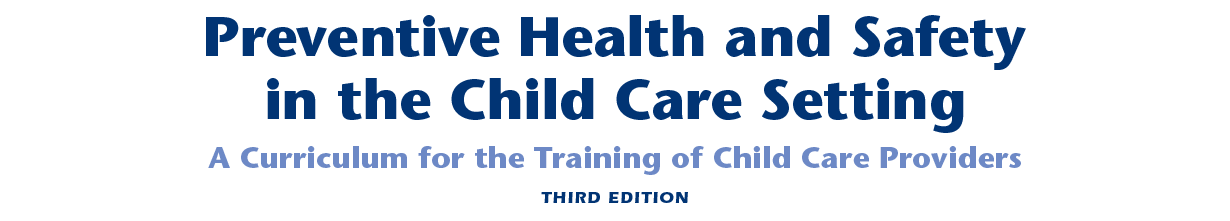 Preventive Health and Safety
in the Child Care Setting
A Curriculum for the Training of Child Care Providers
THIRD EDITION